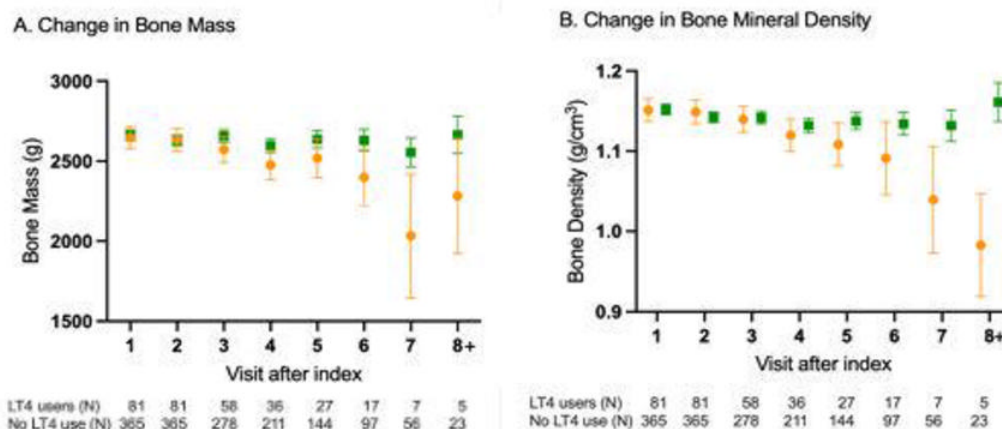 A. Change in Bone Mass
3000
2500
2000
1500
Bone Mass (g)
1 2 3 4 5 6 7 8+
Visit after index
LT4 users (N) 81 81 58 36 27 17 7 5
No LT4 use (N) 365 365 278 211 144 97 56 23
B. Change in Bone Mineral Density
1.2
1.1
1.0
0.9
Bone Density (g/cm³)
1 2 3 4 5 6 7 8+
Visit after index
LT4 users (N) 81 81 58 36 27 17 7 5
No LT4 use (N) 365 365 278 211 144 97 56 23